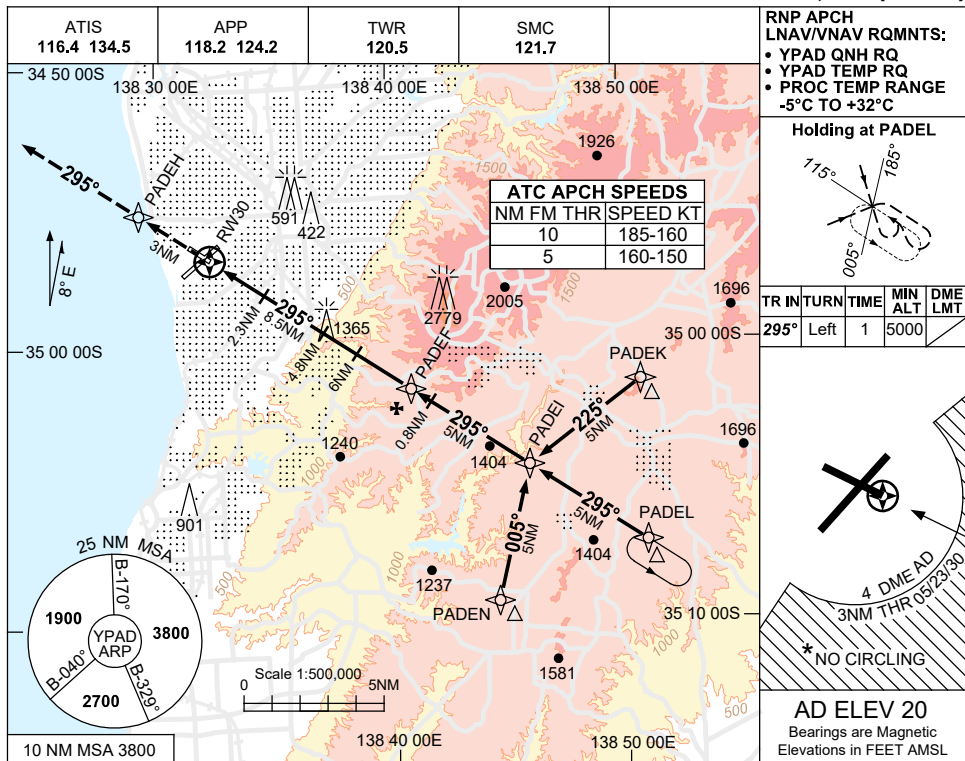 ATIS
116.4 134.5
APP
118.2 124.2
TWR
120.5
SMC
121.7
RNP APCH
LNAV/VNAV RQMNTS:
• YPAD QNH RQ
• YPAD TEMP RQ
• PROC TEMP RANGE
-5°C TO +32°C
34 50 00S
138 30 00E
138 40 00E
138 50 00E
Holding at PADEL
115°
185°
005°
TR IN
TURN
TIME
MIN ALT
DME LMT
295°
Left
1
5000
1926
1500
ATC APCH SPEEDS
NM FM THR
SPEED KT
10
185-160
5
160-150
295°
PADEH
3NM
RW30
591
422
8° E
500
2779
2005
1500
1696
35 00 00S
35 00 00S
2.3NM
295°
8.5NM
1365
4.8NM
6NM
PADEF
PADEK
225°
5NM
0.8NM
295°
5NM
PADEI
1404
1240
1000
1696
901
295°
5NM
PADEL
005°
5NM
1404
1237
1000
PADEN
35 10 00S
1000
1581
500
500
25 NM MSA
B-170°
1900
3800
YPAD
ARP
B-040°
B-329°
2700
10 NM MSA 3800
Scale 1:500,000
0
5NM
138 40 00E
138 50 00E
4 DME AD
3NM THR 05/23/30
*NO CIRCLING
AD ELEV 20
Bearings are Magnetic
Elevations in FEET AMSL